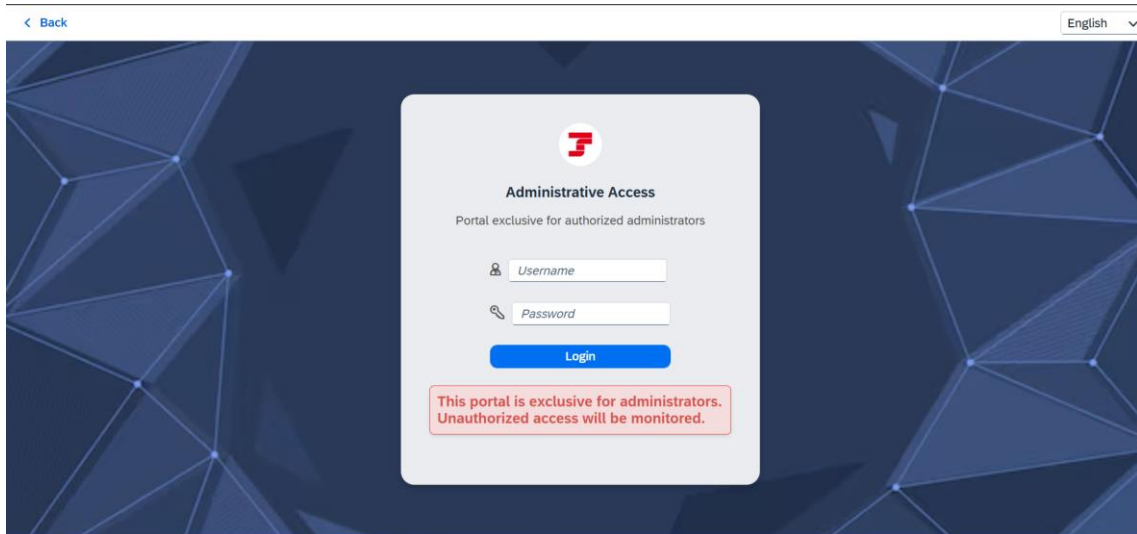 Back
English
Administrative Access
Portal exclusive for authorized administrators
Username
Password
Login
This portal is exclusive for administrators.
Unauthorized access will be monitored.